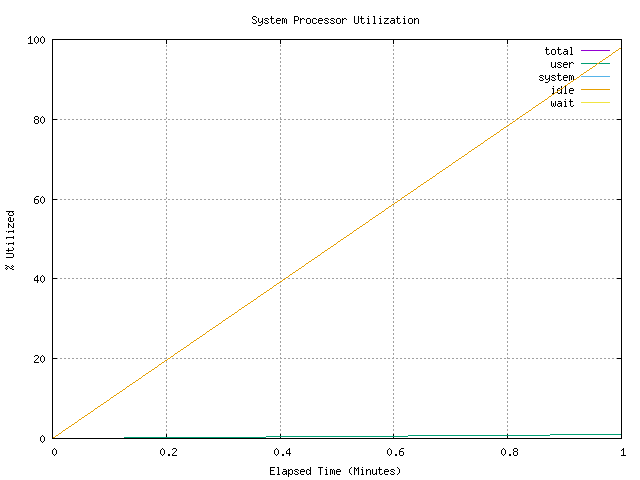 System Processor Utilization
100
80
60
40
20
0
% Utilized
total
user
system
idle
wait
0
0.2
0.4
0.6
0.8
1
Elapsed Time (Minutes)